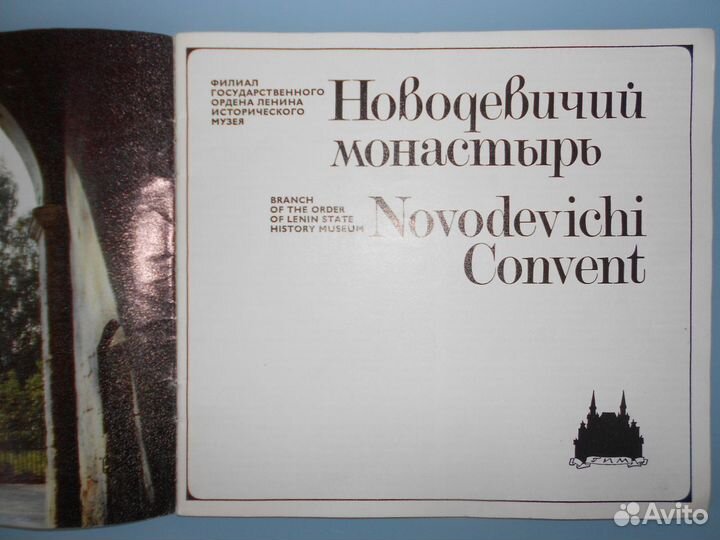 ФИЛИАЛ
ГОСУДАРСТВЕННОГО
ОРДЕНА ЛЕНИНА
ИСТОРИЧЕСКОГО
МУЗЕЯ
Новодевичий
монастырь
BRANCH
OF THE ORDER
OF LENIN STATE
HISTORY MUSEUM
Novodevichi
Convent
ГИМ
Avito